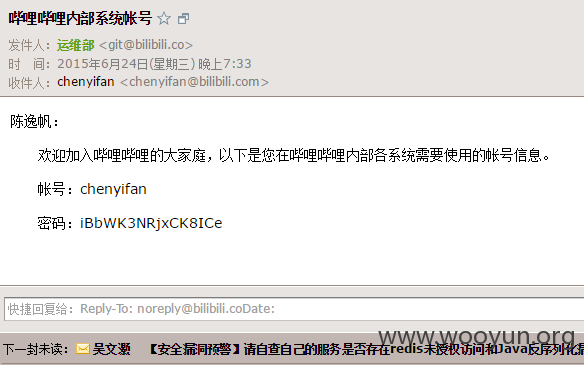 哔哩哔哩内部系统帐号
发件人：运维部 <git@bilibili.co>
时　间：2015年6月24日(星期三) 晚上7:33
收件人：chenyifan <chenyifan@bilibili.com>
陈逸帆：
欢迎加入哔哩哔哩的大家庭，以下是您在哔哩哔哩内部各系统需要使用的帐号信息。
帐号：chenyifan
密码：iBbWK3NRjxCK8ICe
快捷回复给：Reply-To: noreply@bilibili.coDate:
www.wooyun.org
下一封未读：吴文灏　【安全漏洞预警】请自查自己的服务是否存在redis未授权访问和Java反序列化